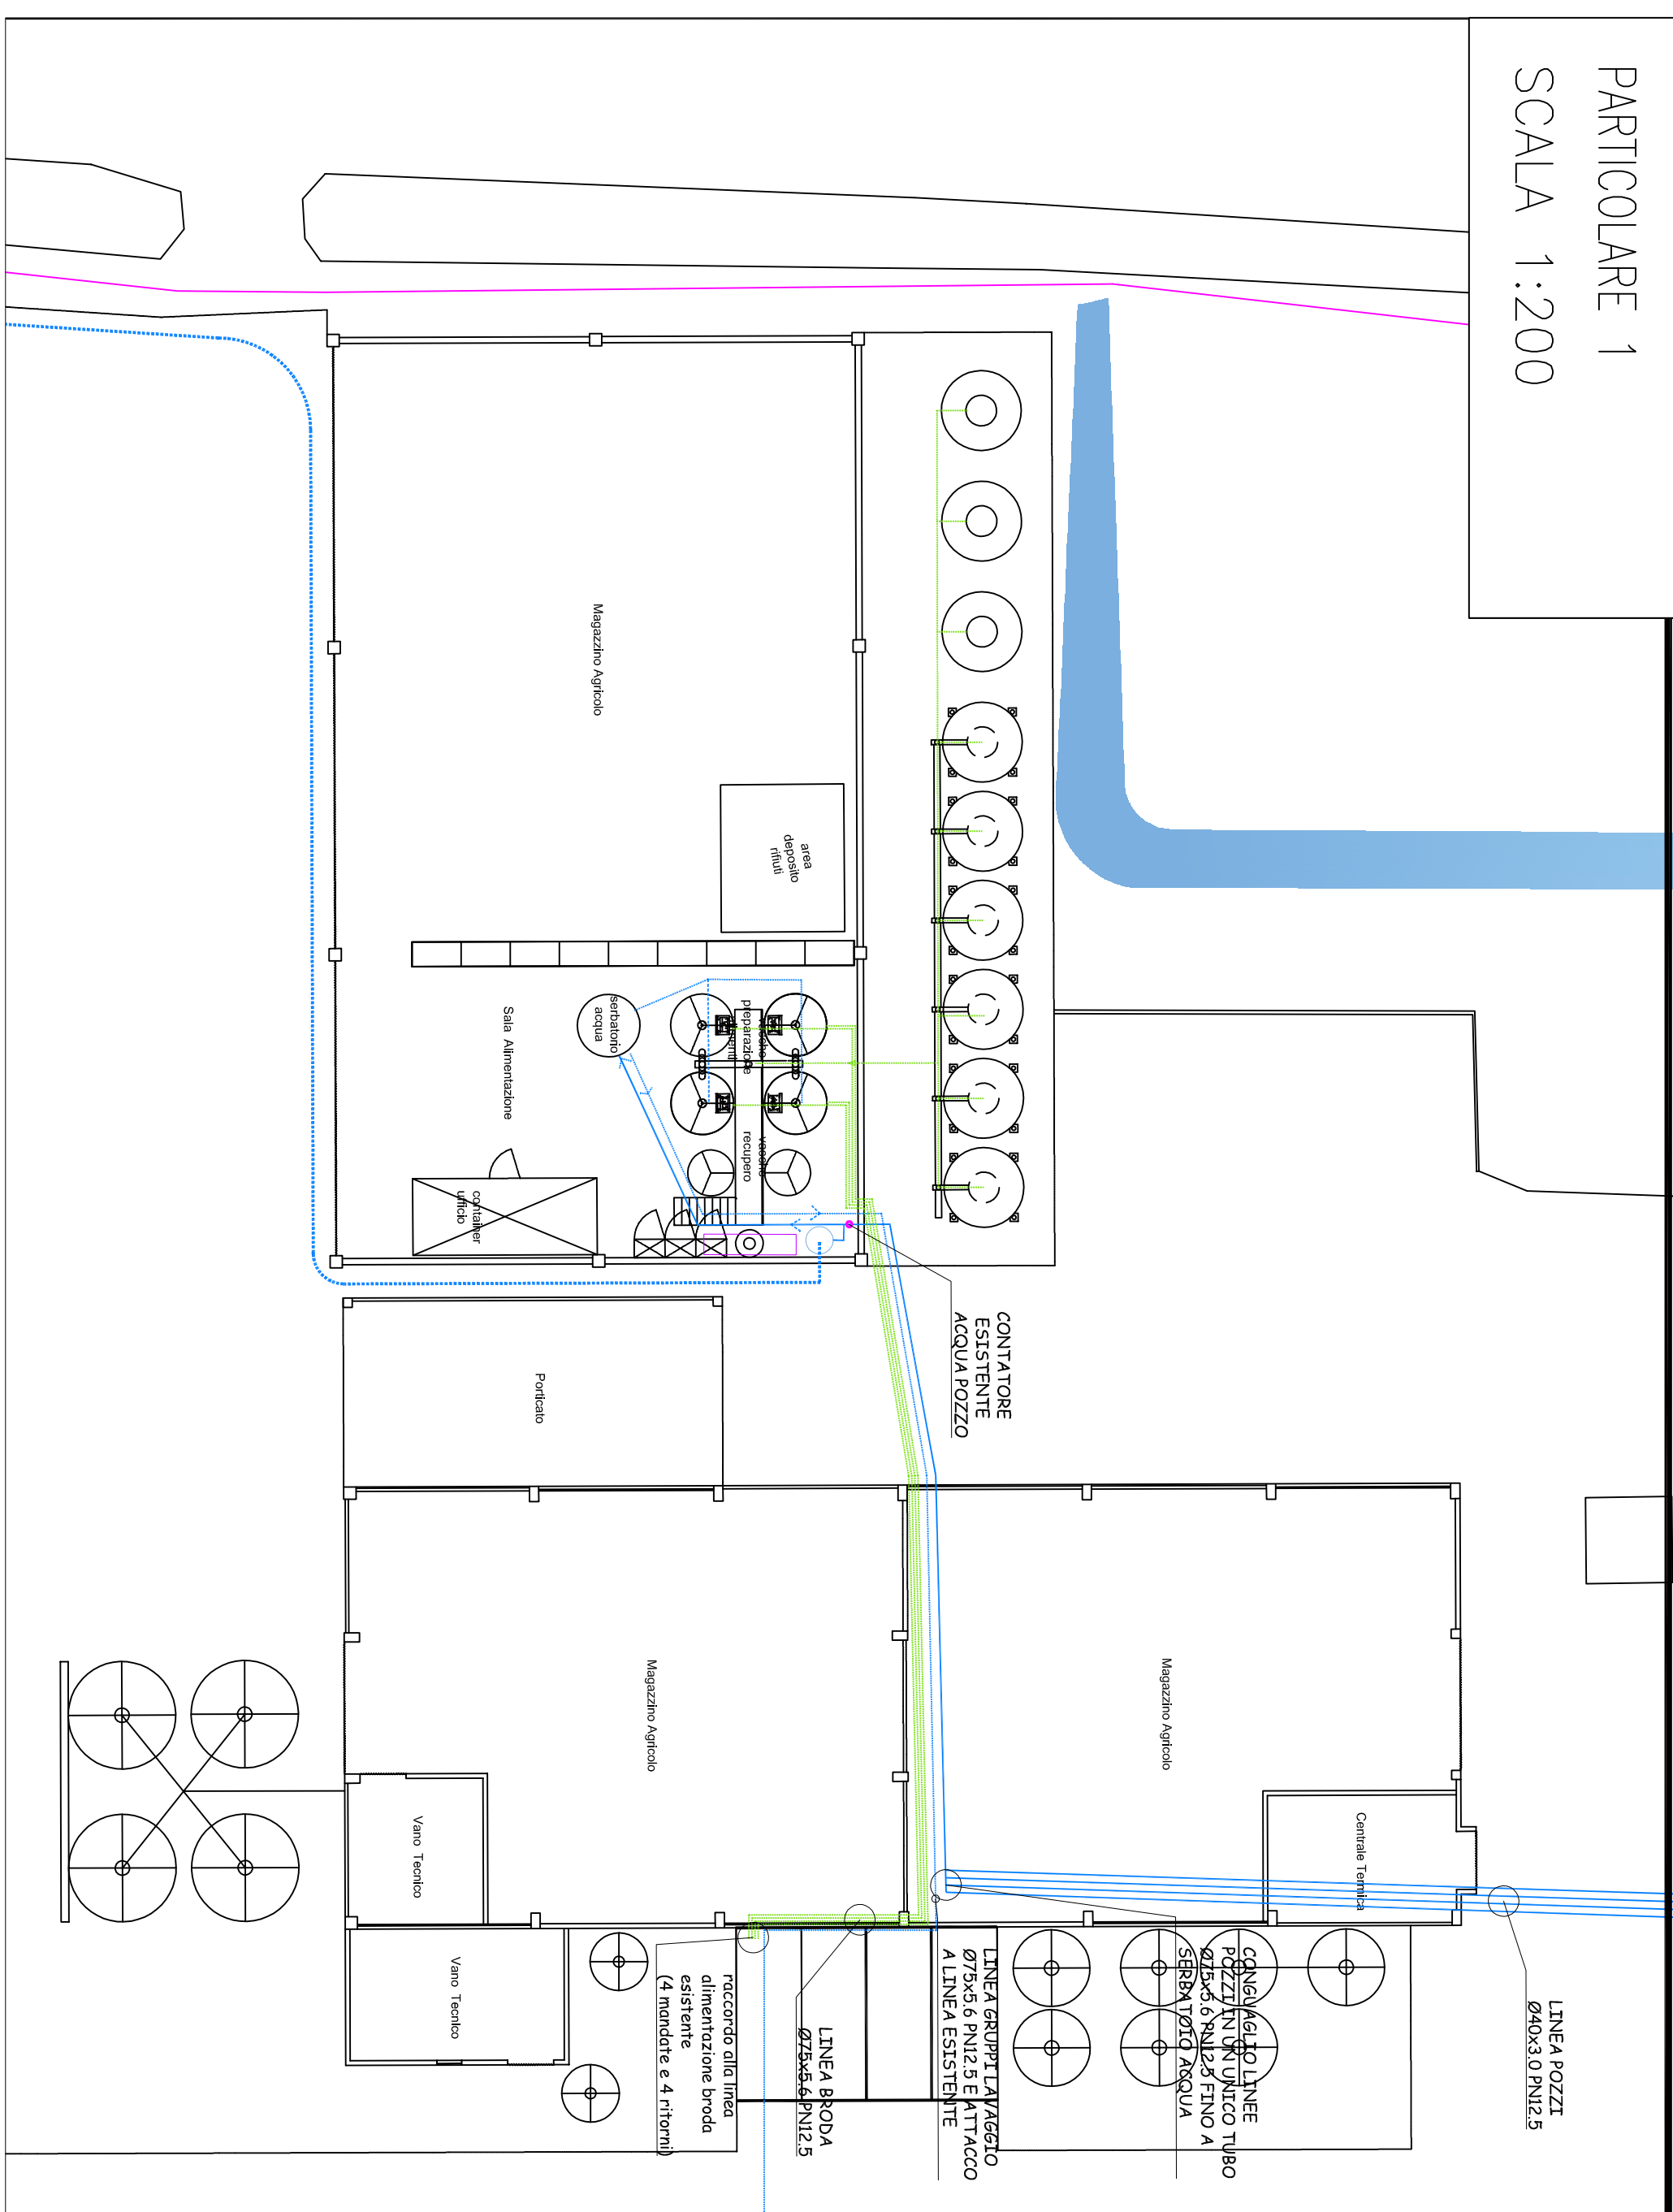 PARTICOLARE 1
SCALA 1:200
Magazzino Agricolo
area
deposito
rifiuti
serbatorio
acqua
Sala Alimentazione
vasche
preparazione
alimenti
vasche
recupero
container
ufficio
CONTATORE
ESISTENTE
ACQUA POZZO
Porticato
Magazzino Agricolo
Magazzino Agricolo
Centrale Termica
Vano Tecnico
Vano Tecnico
LINEA POZZI
Ø40x3.0 PN12.5
CONGUAGLIO LINEE
POZZI IN UN UNICO TUBO
Ø75x5.6 PN12.5 FINO A
SERBATOIO ACQUA
LINEA GRUPPI LAVAGGIO
Ø75x5.6 PN12.5 E ATTACCO
A LINEA ESISTENTE
LINEA BRODA
Ø75x5.6 PN12.5
raccordo alla linea
alimentazione broda
esistente
(4 mandate e 4 ritorni)